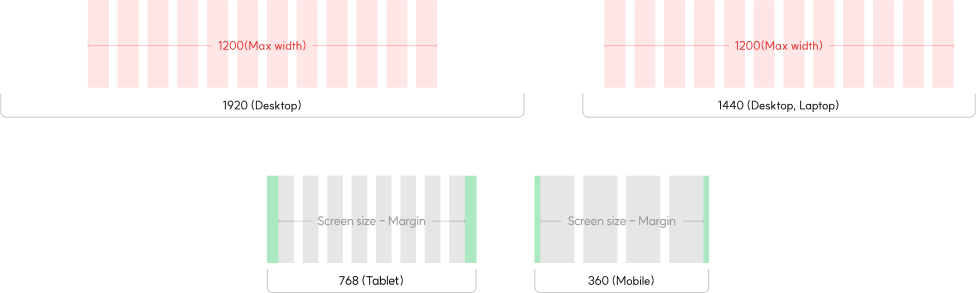 1200(Max width)
1200(Max width)
1920 (Desktop)
1440 (Desktop, Laptop)
Screen size - Margin
Screen size - Margin
768 (Tablet)
360 (Mobile)